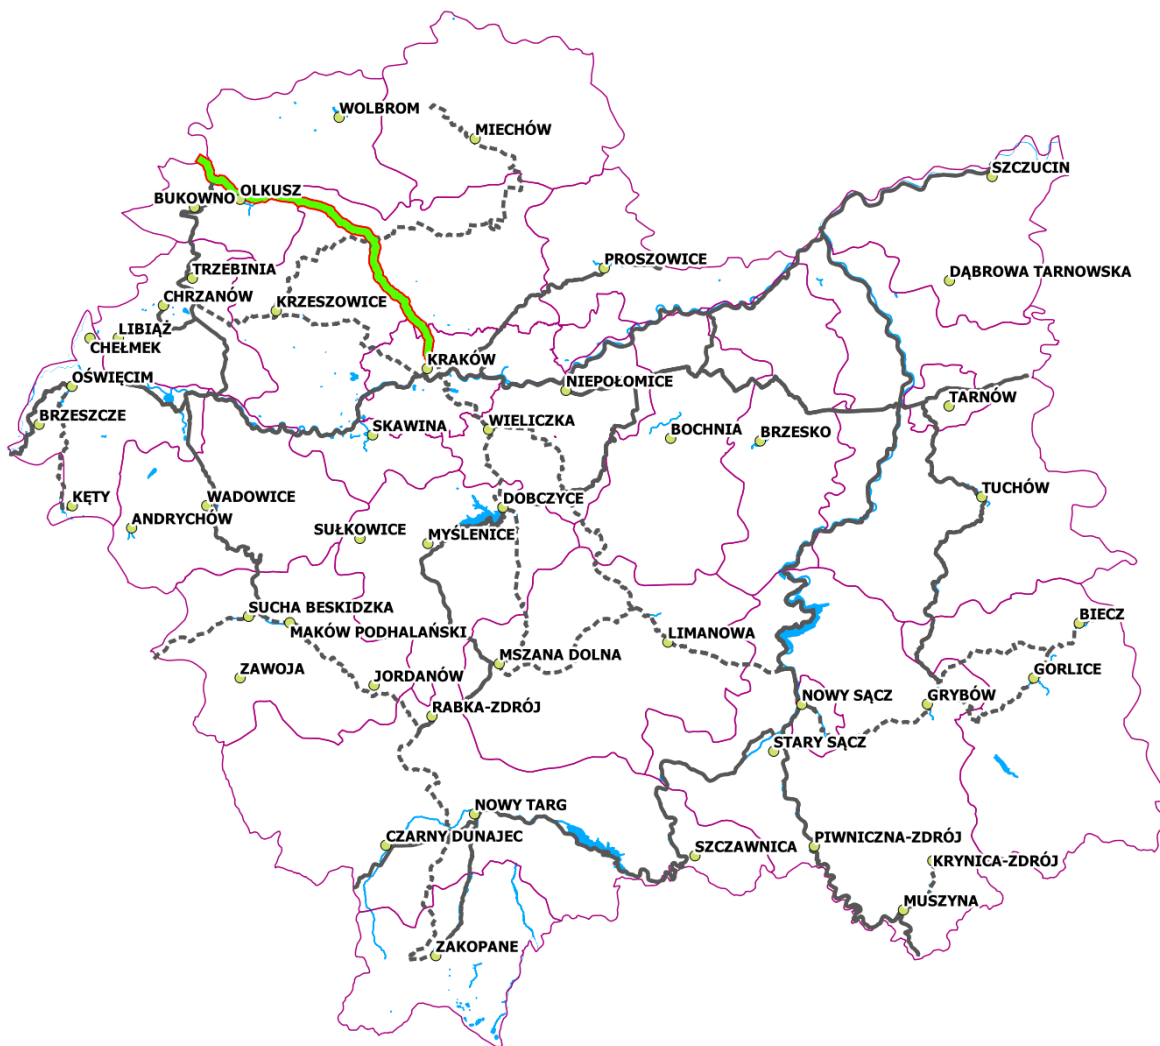 WOLBROM
MIECHÓW
SZCZUCIN
OLKUSZ
BUKOWNO
PROSZOWICE
TRZEBINIA
DĄBROWA TARNOWSKA
CHRZANÓW
KRZESZOWICE
LIBIĄŻ
CHEŁMEK
KRAKÓW
OŚWIĘCIM
NIEPOŁOMICE
TARNÓW
BRZESZCZE
SKAWINA
WIELICZKA
BOCHNIA
BRZESKO
KĘTY
WADOWICE
DOBCZYCE
TUCHÓW
ANDRYCHÓW
SUŁKOWICE
MYŚLENICE
SUCHA BESKIDZKA
BIECZ
MAKÓW PODHALAŃSKI
LIMANOWA
ZAWOJA
JORDANÓW
MSZANA DOLNA
GORLICE
RABKA-ZDRÓJ
NOWY SĄCZ
GRYBÓW
STARY SĄCZ
NOWY TARG
CZARNY DUNAJEC
SZCZAWNICA
PIWNICZNA-ZDRÓJ
KRYNICA-ZDRÓJ
MUSZYNA
ZAKOPANE